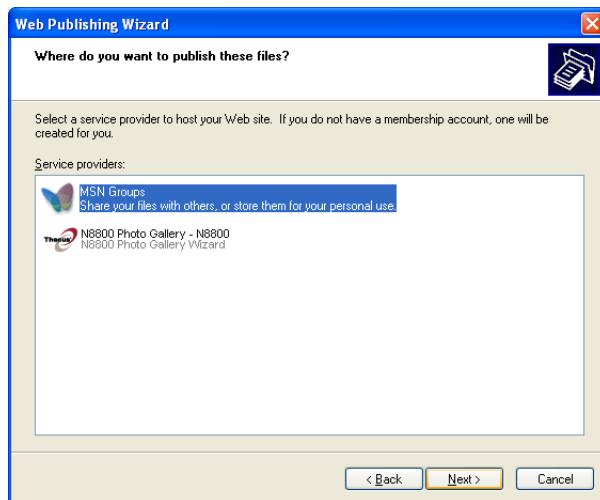 Web Publishing Wizard
Where do you want to publish these files?
Select a service provider to host your Web site. If you do not have a membership account, one will be
created for you.
Service providers:
MSN Groups
Share your files with others, or store them for your personal use.
Thecus
N8800 Photo Gallery - N8800
N8800 Photo Gallery Wizard
< Back
Next >
Cancel